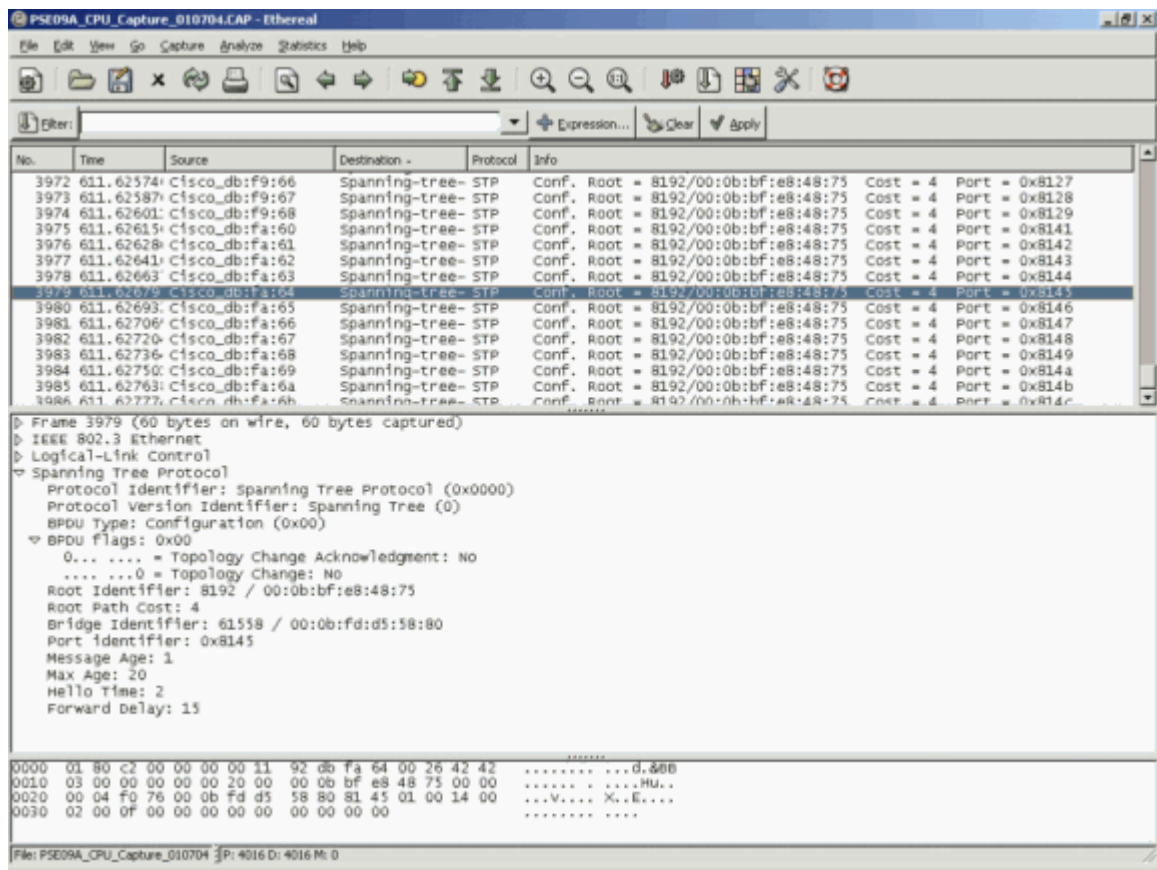 PSE09A_CPU_Capture_010704.CAP - Ethereal
File Edit View Go Capture Analyze Statistics Help
Filter: Expression... Clear Apply
No. Time Source Destination Protocol Info
3972 611.62574 Cisco_db:f9:66 Spanning-tree- STP Conf. Root = 8192/00:0b:bf:e8:48:75 Cost = 4 Port = 0x8127
3973 611.62587 Cisco_db:f9:67 Spanning-tree- STP Conf. Root = 8192/00:0b:bf:e8:48:75 Cost = 4 Port = 0x8128
3974 611.62601 Cisco_db:f9:68 Spanning-tree- STP Conf. Root = 8192/00:0b:bf:e8:48:75 Cost = 4 Port = 0x8129
3975 611.62615 Cisco_db:fa:60 Spanning-tree- STP Conf. Root = 8192/00:0b:bf:e8:48:75 Cost = 4 Port = 0x8141
3976 611.62628 Cisco_db:fa:61 Spanning-tree- STP Conf. Root = 8192/00:0b:bf:e8:48:75 Cost = 4 Port = 0x8142
3977 611.62641 Cisco_db:fa:62 Spanning-tree- STP Conf. Root = 8192/00:0b:bf:e8:48:75 Cost = 4 Port = 0x8143
3978 611.62663 Cisco_db:fa:63 Spanning-tree- STP Conf. Root = 8192/00:0b:bf:e8:48:75 Cost = 4 Port = 0x8144
3979 611.62679 Cisco_db:fa:64 Spanning-tree- STP Conf. Root = 8192/00:0b:bf:e8:48:75 Cost = 4 Port = 0x8145
3980 611.62693 Cisco_db:fa:65 Spanning-tree- STP Conf. Root = 8192/00:0b:bf:e8:48:75 Cost = 4 Port = 0x8146
3981 611.62706 Cisco_db:fa:66 Spanning-tree- STP Conf. Root = 8192/00:0b:bf:e8:48:75 Cost = 4 Port = 0x8147
3982 611.62720 Cisco_db:fa:67 Spanning-tree- STP Conf. Root = 8192/00:0b:bf:e8:48:75 Cost = 4 Port = 0x8148
3983 611.62736 Cisco_db:fa:68 Spanning-tree- STP Conf. Root = 8192/00:0b:bf:e8:48:75 Cost = 4 Port = 0x8149
3984 611.62750 Cisco_db:fa:69 Spanning-tree- STP Conf. Root = 8192/00:0b:bf:e8:48:75 Cost = 4 Port = 0x814a
3985 611.62763 Cisco_db:fa:6a Spanning-tree- STP Conf. Root = 8192/00:0b:bf:e8:48:75 Cost = 4 Port = 0x814b
3986 611.62777 Cisco_db:fa:6b Spanning-tree- STP Conf. Root = 8192/00:0b:bf:e8:48:75 Cost = 4 Port = 0x814c
Frame 3979 (60 bytes on wire, 60 bytes captured)
IEEE 802.3 Ethernet
Logical-Link Control
Spanning Tree Protocol
Protocol Identifier: Spanning Tree Protocol (0x0000)
Protocol Version Identifier: Spanning Tree (0)
BPDU Type: Configuration (0x00)
BPDU flags: 0x00
0... .... = Topology Change Acknowledgment: No
.... ...0 = Topology Change: No
Root Identifier: 8192 / 00:0b:bf:e8:48:75
Root Path Cost: 4
Bridge Identifier: 61558 / 00:0b:fd:d5:58:80
Port identifier: 0x8145
Message Age: 1
Max Age: 20
Hello Time: 2
Forward Delay: 15
0000 01 80 c2 00 00 00 00 11 92 db fa 64 00 26 42 42 ........ ...d.&BB
0010 03 00 00 00 00 00 20 00 00 0b bf e8 48 75 00 00 ...... . ....Hu..
0020 00 04 f0 76 00 0b fd d5 58 80 81 45 01 00 14 00 ...v.... X..E....
0030 02 00 0f 00 00 00 00 00 00 00 00 00 ........ ....
File: PSE09A_CPU_Capture_010704 P: 4016 D: 4016 M: 0